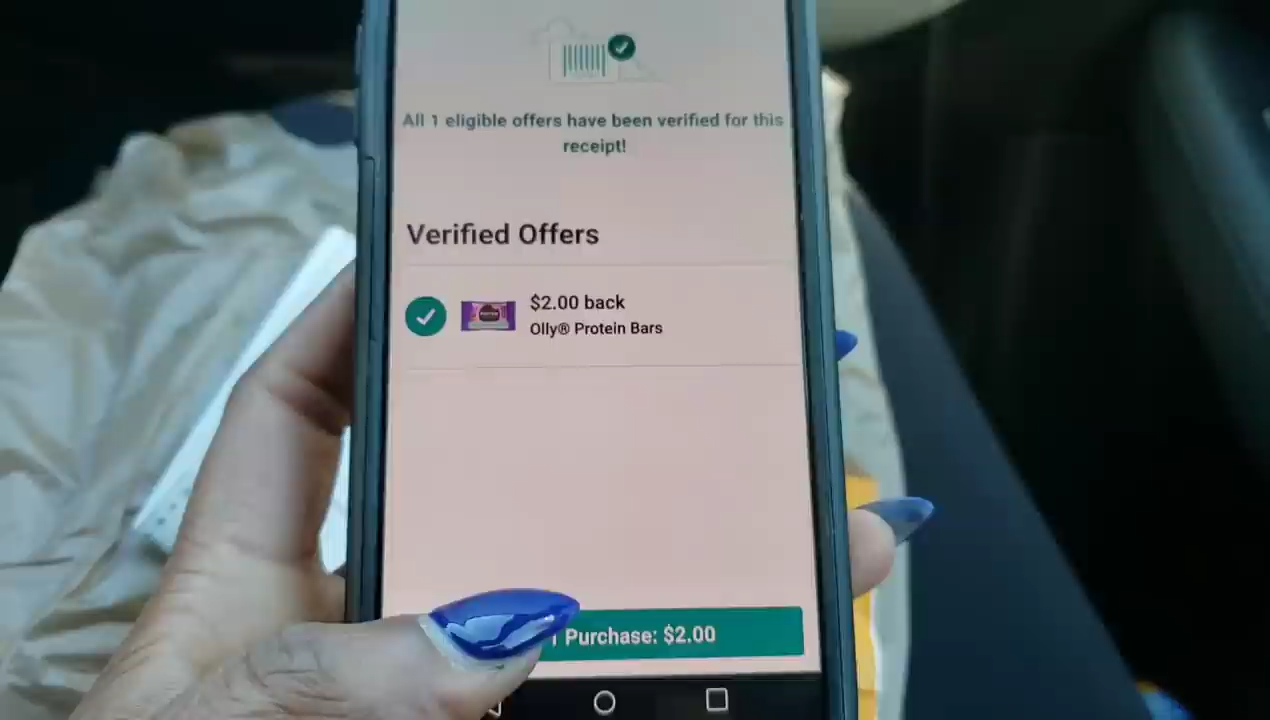 All 1 eligible offers have been verified for this
receipt!
Verified Offers
$2.00 back
Olly® Protein Bars
Purchase: $2.00